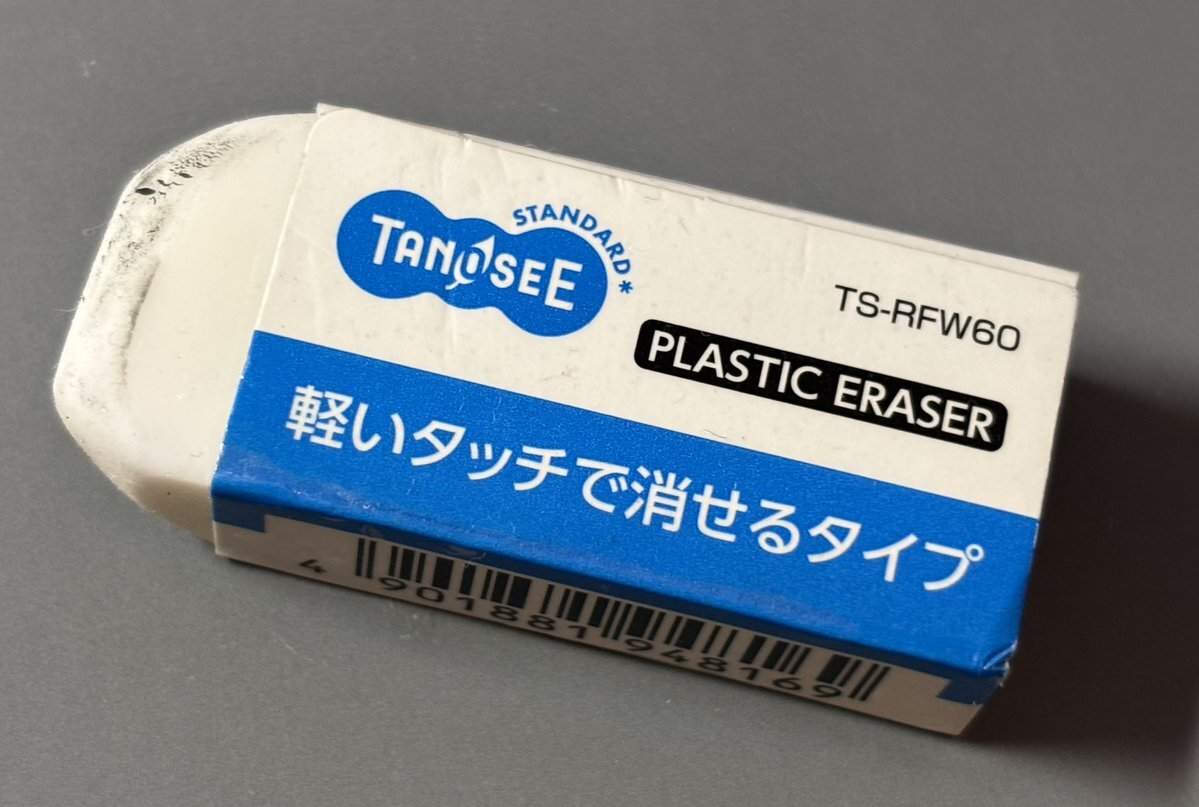 TANOSEE
STANDARD*
TS-RFW60
PLASTIC ERASER
軽いタッチで消せるタイプ
4 901881 948169